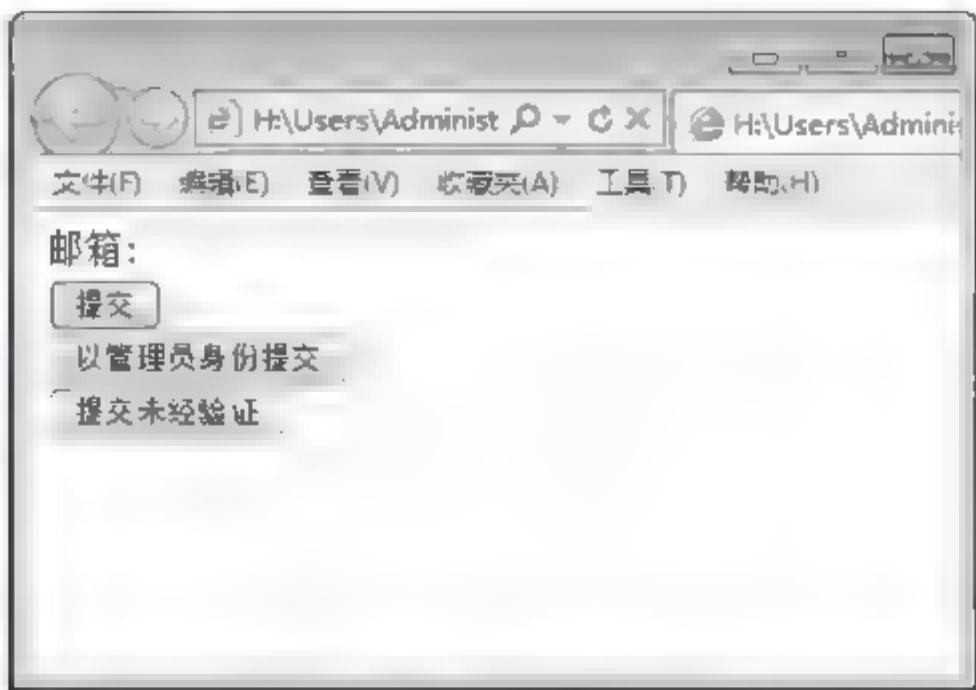 H:\Users\Administ
H:\Users\Admini
文件(F) 编辑(E) 查看(V) 收藏夹(A) 工具(T) 帮助(H)
邮箱:
提交
以管理员身份提交
提交未经验证